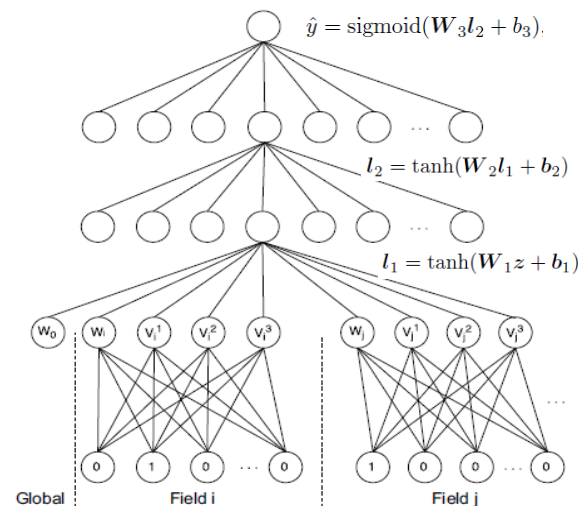 ŷ = sigmoid(W₃l₂ + b₃),
...
l₂ = tanh(W₂l₁ + b₂)
...
l₁ = tanh(W₁z + b₁)
W₀ Wᵢ Vᵢ¹ Vᵢ² Vᵢ³ Wⱼ Vⱼ¹ Vⱼ² Vⱼ³
...
0 1 0 ... 0 1 0 0 ... 0
Global Field i Field j